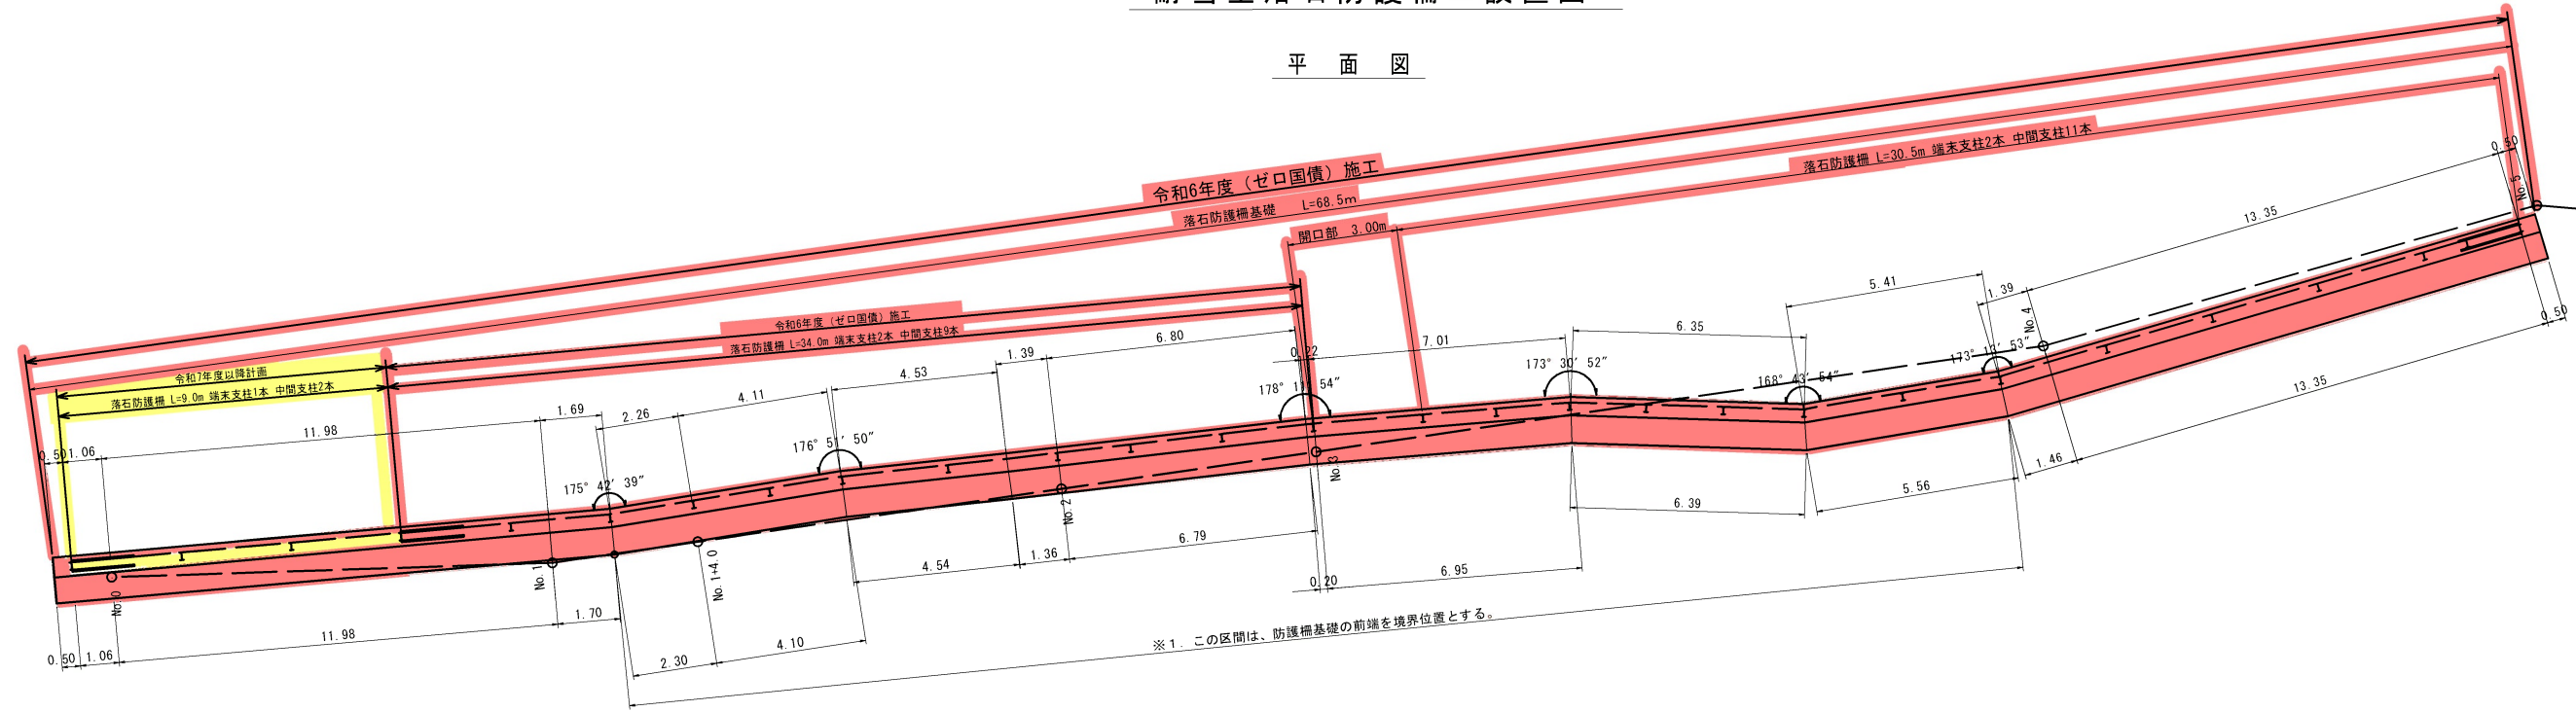 平 面 図
令和6年度（ゼロ国債）施工
落石防護柵基礎 L=68.5m
落石防護柵 L=30.5m 端末支柱2本 中間支柱11本
開口部 3.00m
令和6年度（ゼロ国債）施工
落石防護柵 L=34.0m 端末支柱2本 中間支柱9本
令和7年度以降計画
落石防護柵 L=9.0m 端末支柱1本 中間支柱2本
0.50
1.06
11.98
1.69
2.26
4.11
4.53
1.39
6.80
0.22
7.01
6.35
5.41
1.39
13.35
0.50
175° 42′ 39″
176° 51′ 50″
173° 30′ 52″
168° 43′ 54″
No.0
No.1
No.1+4.0
No.2
No.3
No.4
No.5
0.50
1.06
11.98
1.70
2.30
4.10
4.54
1.36
6.79
0.20
6.95
6.39
5.56
1.46
13.35
0.50
※1. この区間は、防護柵基礎の前端を境界位置とする。